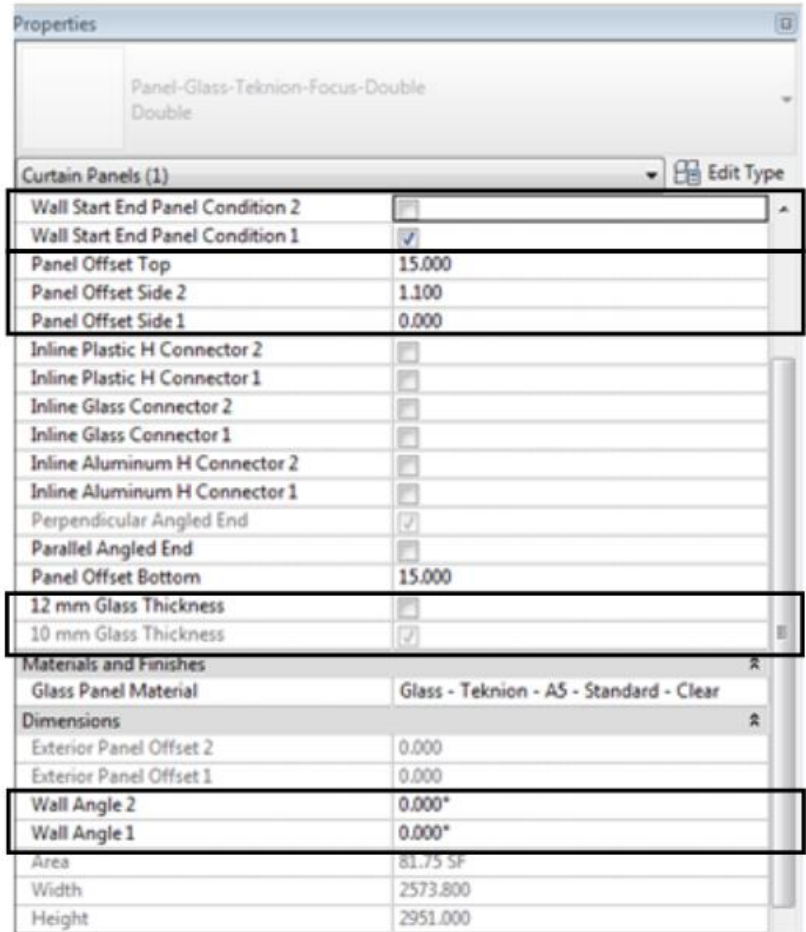 Properties
Panel-Glass-Teknion-Focus-Double
Double
Curtain Panels (1) Edit Type
Wall Start End Panel Condition 2
Wall Start End Panel Condition 1
Panel Offset Top 15.000
Panel Offset Side 2 1.100
Panel Offset Side 1 0.000
Inline Plastic H Connector 2
Inline Plastic H Connector 1
Inline Glass Connector 2
Inline Glass Connector 1
Inline Aluminum H Connector 2
Inline Aluminum H Connector 1
Perpendicular Angled End
Parallel Angled End
Panel Offset Bottom 15.000
12 mm Glass Thickness
10 mm Glass Thickness
Materials and Finishes
Glass Panel Material Glass - Teknion - A5 - Standard - Clear
Dimensions
Exterior Panel Offset 2 0.000
Exterior Panel Offset 1 0.000
Wall Angle 2 0.000°
Wall Angle 1 0.000°
Area 81.75 SF
Width 2573.800
Height 2951.000